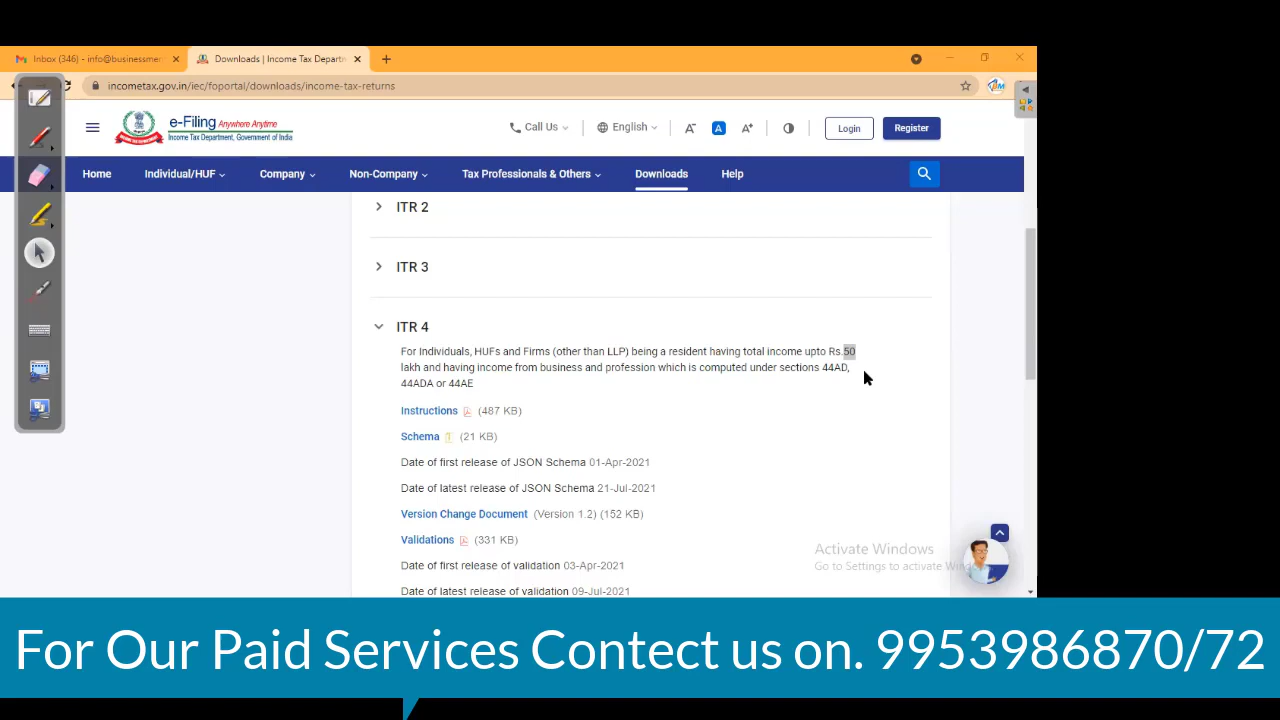 Inbox (346) - info@businessmen
Downloads | Income Tax Departm
incometax.gov.in/iec/foportal/downloads/income-tax-returns
e-Filing Anywhere Anytime
Income Tax Department, Government of India
Call Us
English
A-
A
A+
Login
Register
Home
Individual/HUF
Company
Non-Company
Tax Professionals & Others
Downloads
Help
ITR 2
ITR 3
ITR 4
For Individuals, HUFs and Firms (other than LLP) being a resident having total income upto Rs.50
lakh and having income from business and profession which is computed under sections 44AD,
44ADA or 44AE
Instructions (487 KB)
Schema (21 KB)
Date of first release of JSON Schema 01-Apr-2021
Date of latest release of JSON Schema 21-Jul-2021
Version Change Document (Version 1.2) (152 KB)
Validations (331 KB)
Date of first release of validation 03-Apr-2021
Date of latest release of validation 09-Jul-2021
Activate Windows
Go to Settings to activate Win
For Our Paid Services Contect us on. 9953986870/72